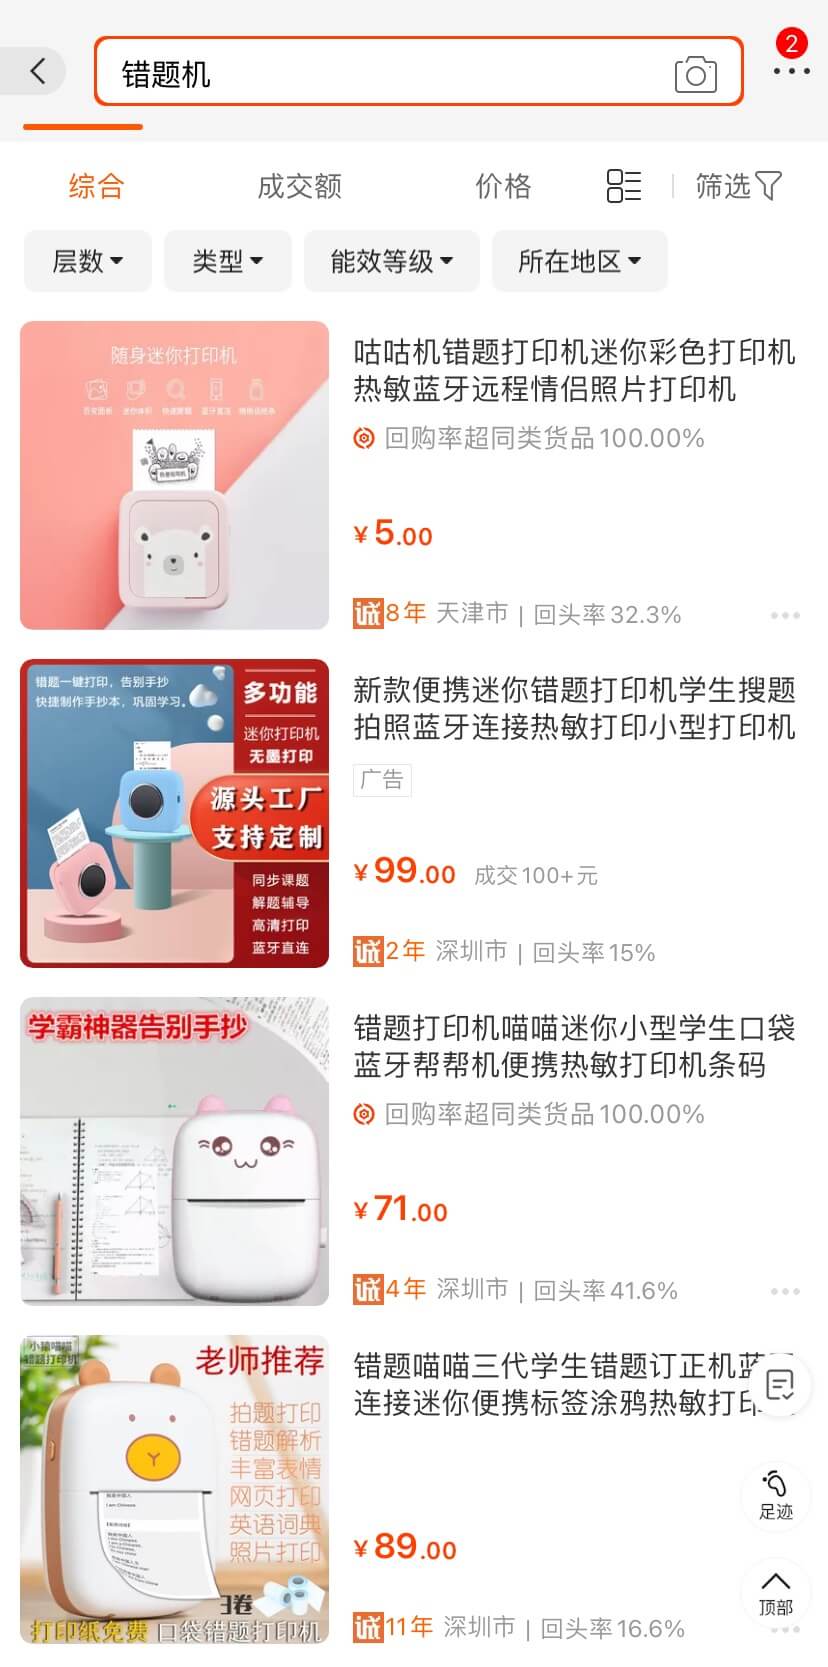 2
错题机
综合
成交额
价格
筛选
层数
类型
能效等级
所在地区
随身迷你打印机
咕咕机错题打印机迷你彩色打印机
热敏蓝牙远程情侣照片打印机
回购率超同类货品100.00%
¥5.00
诚8年 天津市 | 回头率32.3%
错题一键打印，告别手抄
快捷制作手抄本，巩固学习。
多功能
迷你打印机
无墨打印
源头工厂
支持定制
同步课题
解题辅导
高清打印
蓝牙直连
新款便携迷你错题打印机学生搜题
拍照蓝牙连接热敏打印小型打印机
广告
¥99.00 成交100+元
诚2年 深圳市 | 回头率15%
学霸神器告别手抄
错题打印机喵喵迷你小型学生口袋
蓝牙帮帮机便携热敏打印机条码
回购率超同类货品100.00%
¥71.00
诚4年 深圳市 | 回头率41.6%
小猿喵喵
错题打印机
老师推荐
拍题打印
错题解析
丰富表情
网页打印
英语词典
照片打印
3卷
打印纸免费 口袋错题打印机
错题喵喵三代学生错题订正机蓝
连接迷你便携标签涂鸦热敏打印
¥89.00
诚11年 深圳市 | 回头率16.6%
足迹
顶部